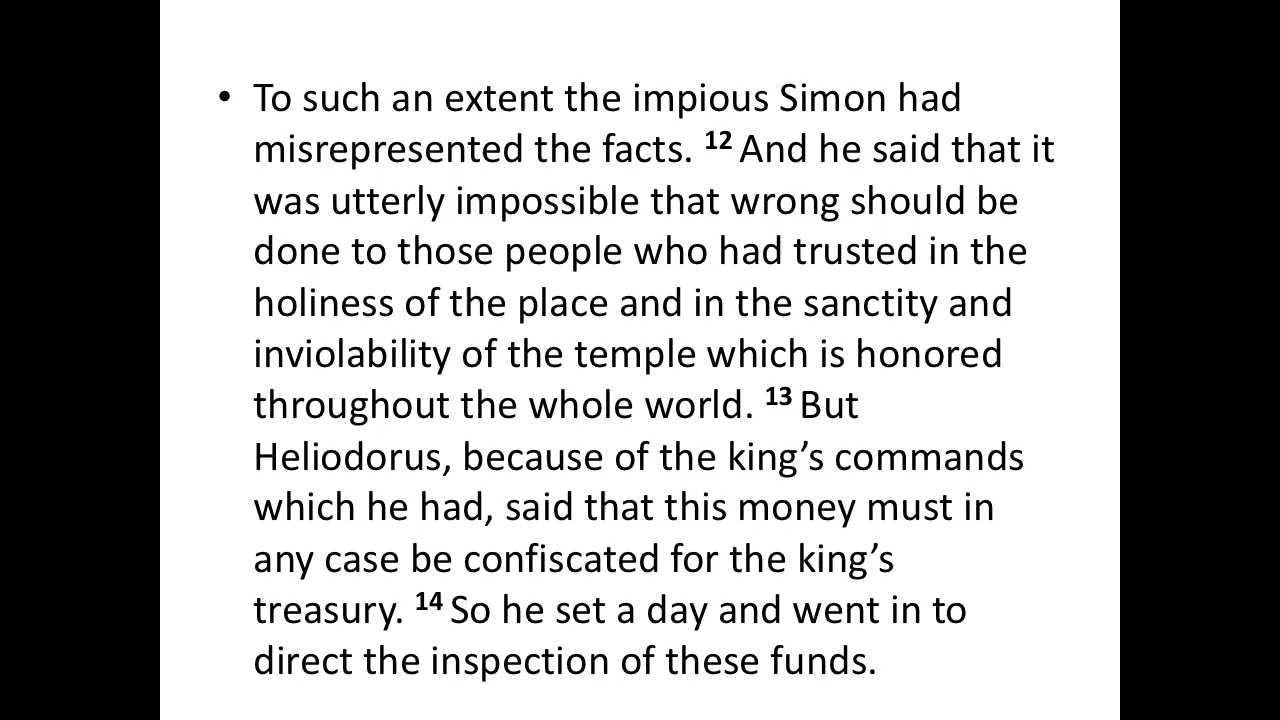 • To such an extent the impious Simon had
misrepresented the facts. 12 And he said that it
was utterly impossible that wrong should be
done to those people who had trusted in the
holiness of the place and in the sanctity and
inviolability of the temple which is honored
throughout the whole world. 13 But
Heliodorus, because of the king’s commands
which he had, said that this money must in
any case be confiscated for the king’s
treasury. 14 So he set a day and went in to
direct the inspection of these funds.